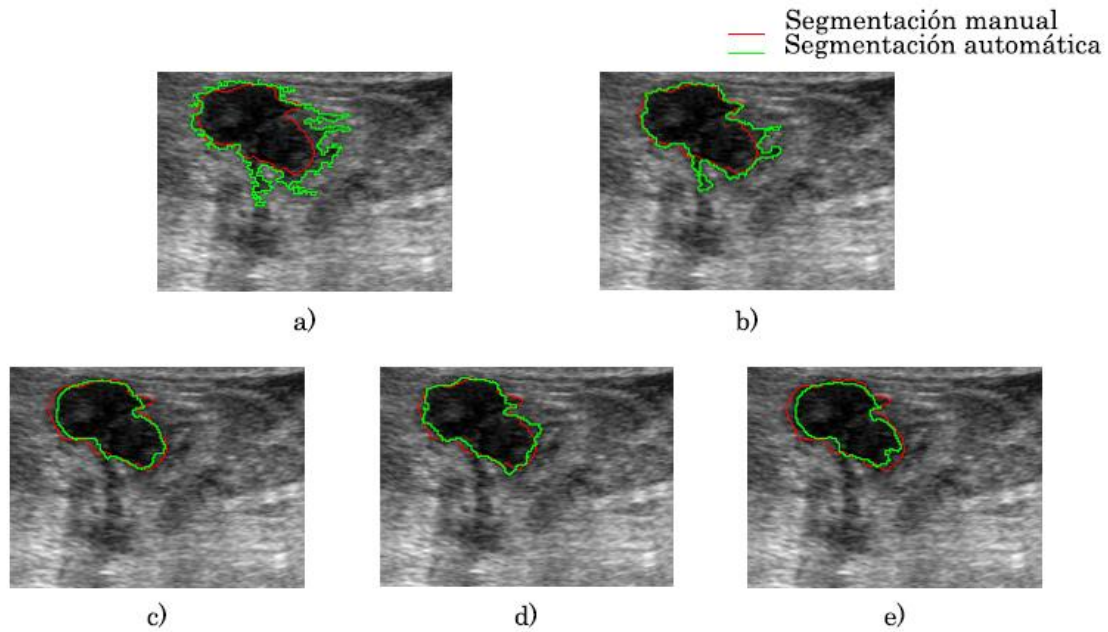 Segmentación manual
Segmentación automática
a)
b)
c)
d)
e)